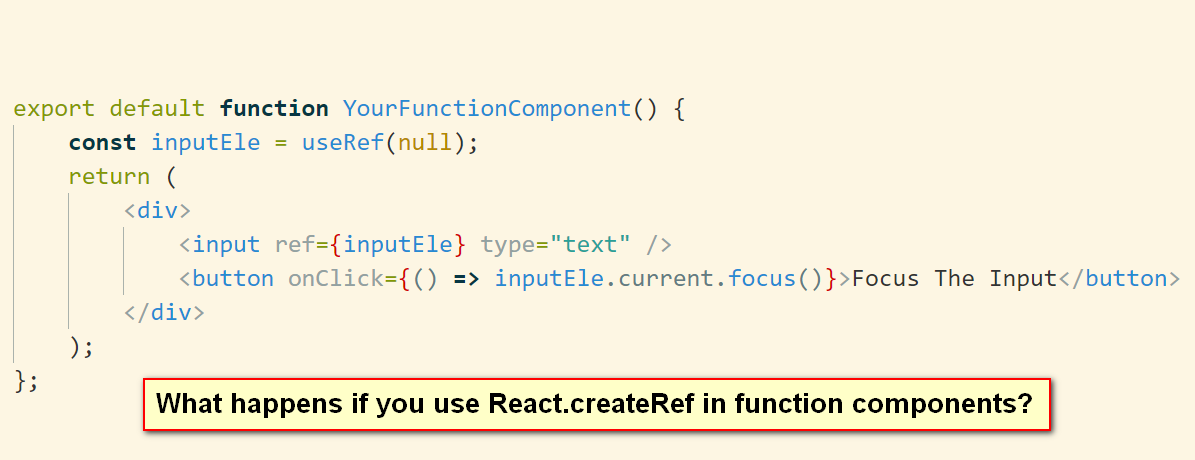 export default function YourFunctionComponent() {
    const inputEle = useRef(null);
    return (
        <div>
            <input ref={inputEle} type="text" />
            <button onClick={() => inputEle.current.focus()}>Focus The Input</button>
        </div>
    );
};
What happens if you use React.createRef in function components?